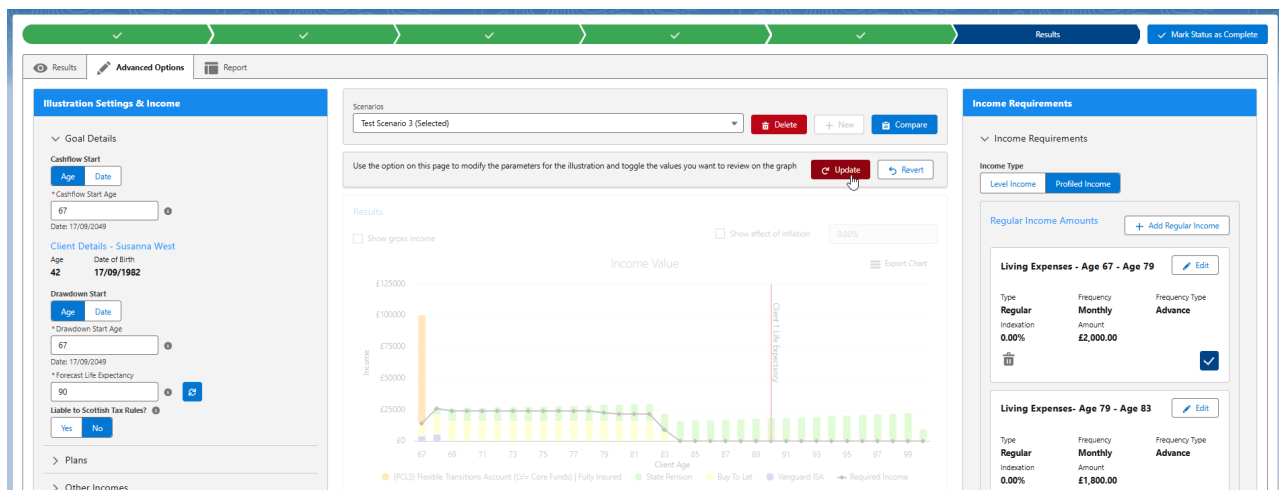 Results
Mark Status as Complete
Results
Advanced Options
Report
Illustration Settings & Income
Goal Details
Cashflow Start
Age
Date
* Cashflow Start Age
67
Date: 17/09/2049
Client Details - Susanna West
Age
Date of Birth
42
17/09/1982
Drawdown Start
Age
Date
* Drawdown Start Age
67
Date: 17/09/2049
* Forecast Life Expectancy
90
Liable to Scottish Tax Rules?
Yes
No
Plans
Other Incomes
Scenarios
Test Scenario 3 (Selected)
Delete
+ New
Compare
Use the option on this page to modify the parameters for the illustration and toggle the values you want to review on the graph
Update
Revert
Results
Show gross income
Show effect of inflation
0.00%
Income Value
Export Chart
£125000
£100000
£75000
£50000
£25000
£0
Income
Client 1 Life Expectancy
67 69 71 73 75 77 79 81 83 85 87 89 91 93 95 97 99
Client Age
(PCLS) Flexible Transitions Account (LV= Core Funds) | Fully Insured
State Pension
Buy To Let
Vanguard ISA
Required Income
Income Requirements
Income Requirements
Income Type
Level Income
Profiled Income
Regular Income Amounts
+ Add Regular Income
Living Expenses - Age 67 - Age 79
Edit
Type
Frequency
Frequency Type
Regular
Monthly
Advance
Indexation
Amount
0.00%
£2,000.00
Living Expenses- Age 79 - Age 83
Edit
Type
Frequency
Frequency Type
Regular
Monthly
Advance
Indexation
Amount
0.00%
£1,800.00